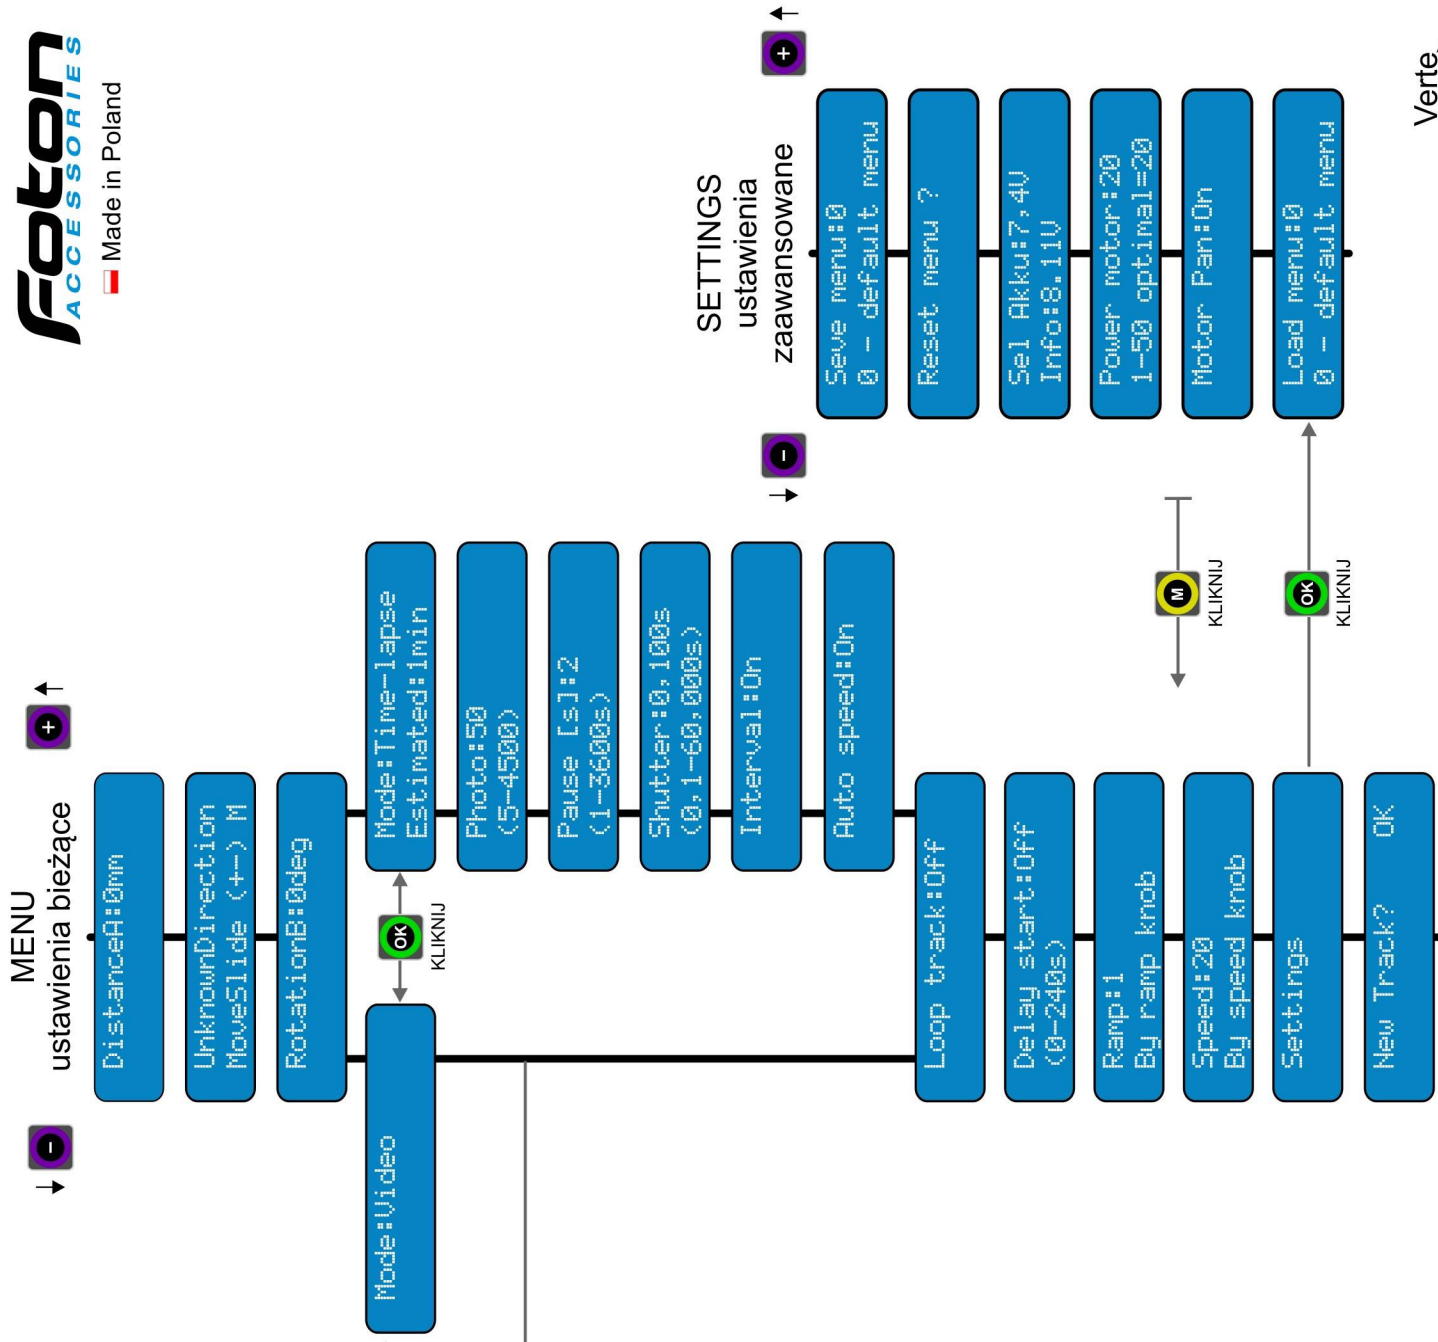 Foton
ACCESSORIES
Made in Poland
MENU
ustawienia bieżące
-
+
DistanceA:0mm
UnknownDirection
MoveSlide (+-) M
RotationB:0deg
Mode:Video
OK
KLIKNIJ
Mode:Time-lapse
Estimated:1min
Photo:50
(5-4500)
Pause [s]:2
(1-3600s)
Shutter:0,100s
(0,1-60,000s)
Interval:On
Auto speed:On
Loop track:Off
Delay start:Off
(0-240s)
Ramp:1
By ramp knob
Speed:20
By speed knob
Settings
New Track? OK
M
KLIKNIJ
OK
KLIKNIJ
SETTINGS
ustawienia
zaawansowane
-
+
Seve menu:0
0 - default menu
Reset menu ?
Sel Akku:7,4V
Info:8.11V
Power motor:20
1-50 optimal=20
Motor Pan:On
Load menu:0
0 - default menu